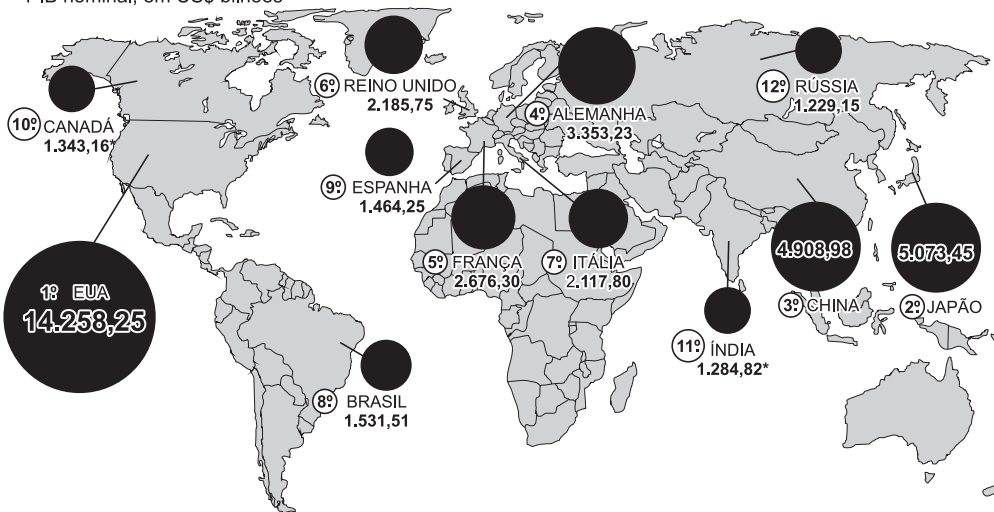 PIB nominal, em US$ bilhões
6º REINO UNIDO
2.185,75
4º ALEMANHA
3.353,23
12º RÚSSIA
1.229,15
10º CANADÁ
1.343,16*
9º ESPANHA
1.464,25
5º FRANÇA
2.676,30
7º ITÁLIA
2.117,80
4.908,98
3º CHINA
5.073,45
2º JAPÃO
1º EUA
14.258,25
11º ÍNDIA
1.284,82*
8º BRASIL
1.531,51